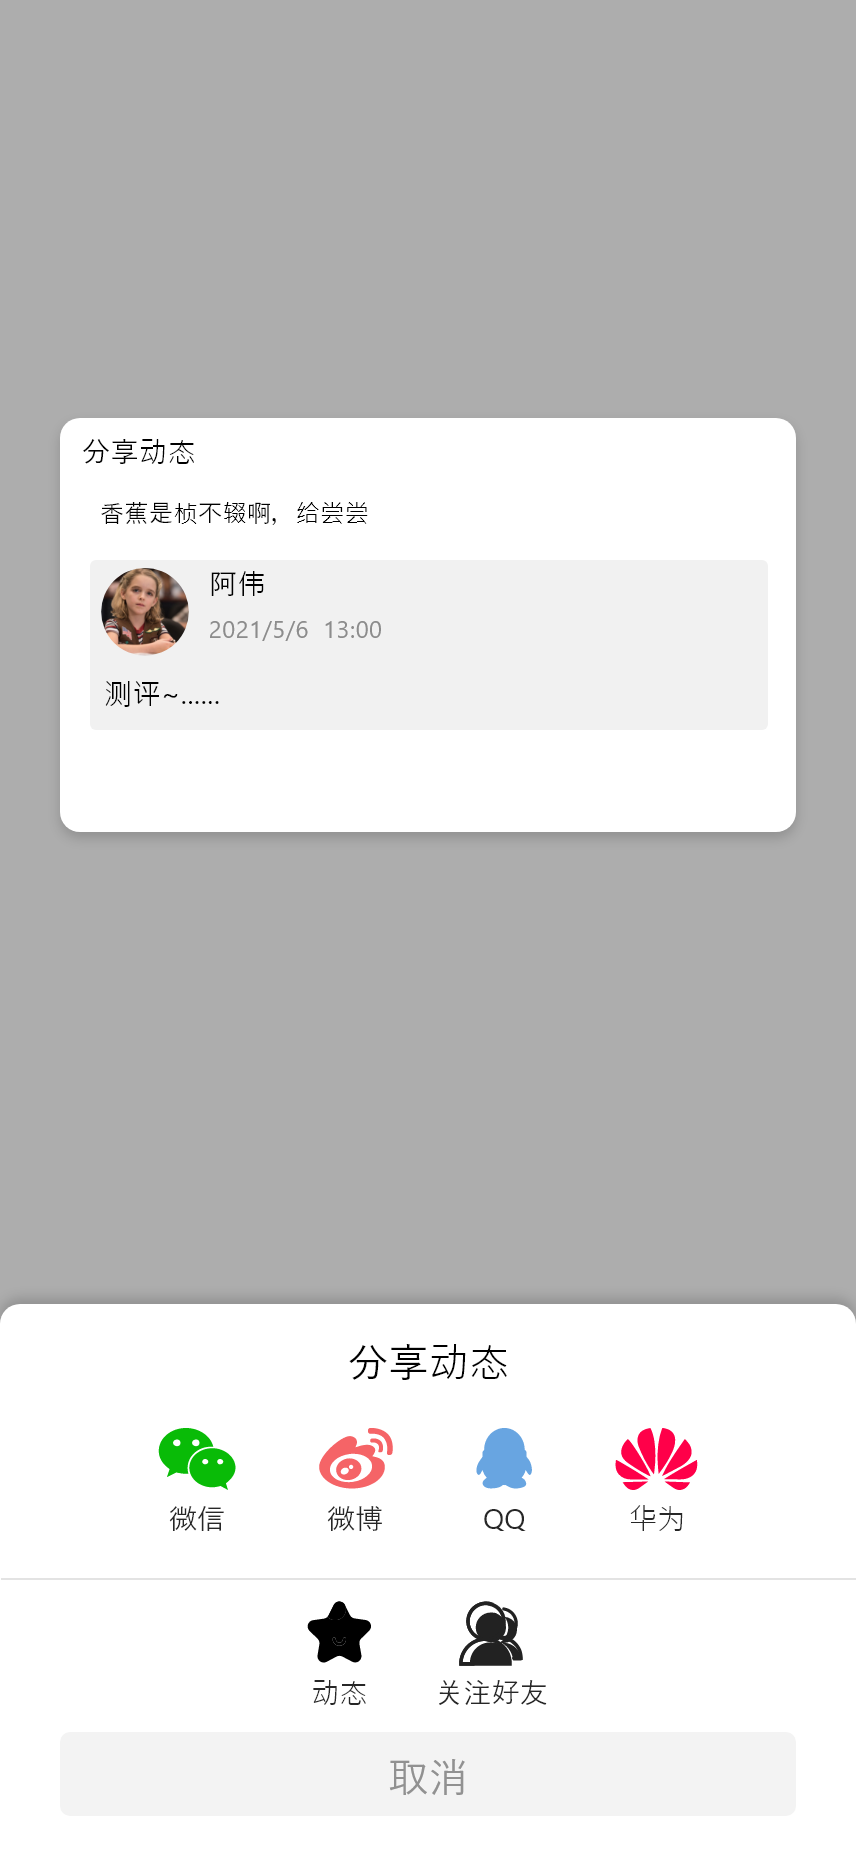 分享动态
香蕉是桢不辍啊，给尝尝
阿伟
2021/5/6 13:00
测评~......
分享动态
微信 微博 QQ 华为
动态 关注好友
取消